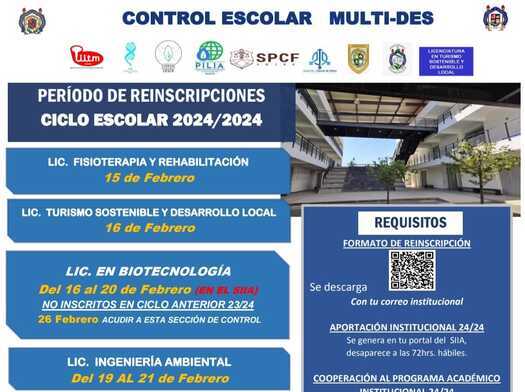 CONTROL ESCOLAR MULTI-DES
PILIA
SPCF
LICENCIATURA
EN TURISMO
SOSTENIBLE Y
DESARROLLO
LOCAL
PERÍODO DE REINSCRIPCIONES
CICLO ESCOLAR 2024/2024
LIC. FISIOTERAPIA Y REHABILITACIÓN
15 de Febrero
LIC. TURISMO SOSTENIBLE Y DESARROLLO LOCAL
16 de Febrero
LIC. EN BIOTECNOLOGÍA
Del 16 al 20 de Febrero (EN EL SIIA)
NO INSCRITOS EN CICLO ANTERIOR 23/24
26 Febrero ACUDIR A ESTA SECCIÓN DE CONTROL
LIC. INGENIERÍA AMBIENTAL
Del 19 AL 21 de Febrero
REQUISITOS
FORMATO DE REINSCRIPCIÓN
Se descarga
Con tu correo institucional
APORTACIÓN INSTITUCIONAL 24/24
Se genera en tu portal del SIIA,
desaparece a las 72hrs. hábiles.
COOPERACIÓN AL PROGRAMA ACADÉMICO
INSTITUCIONAL 24/24